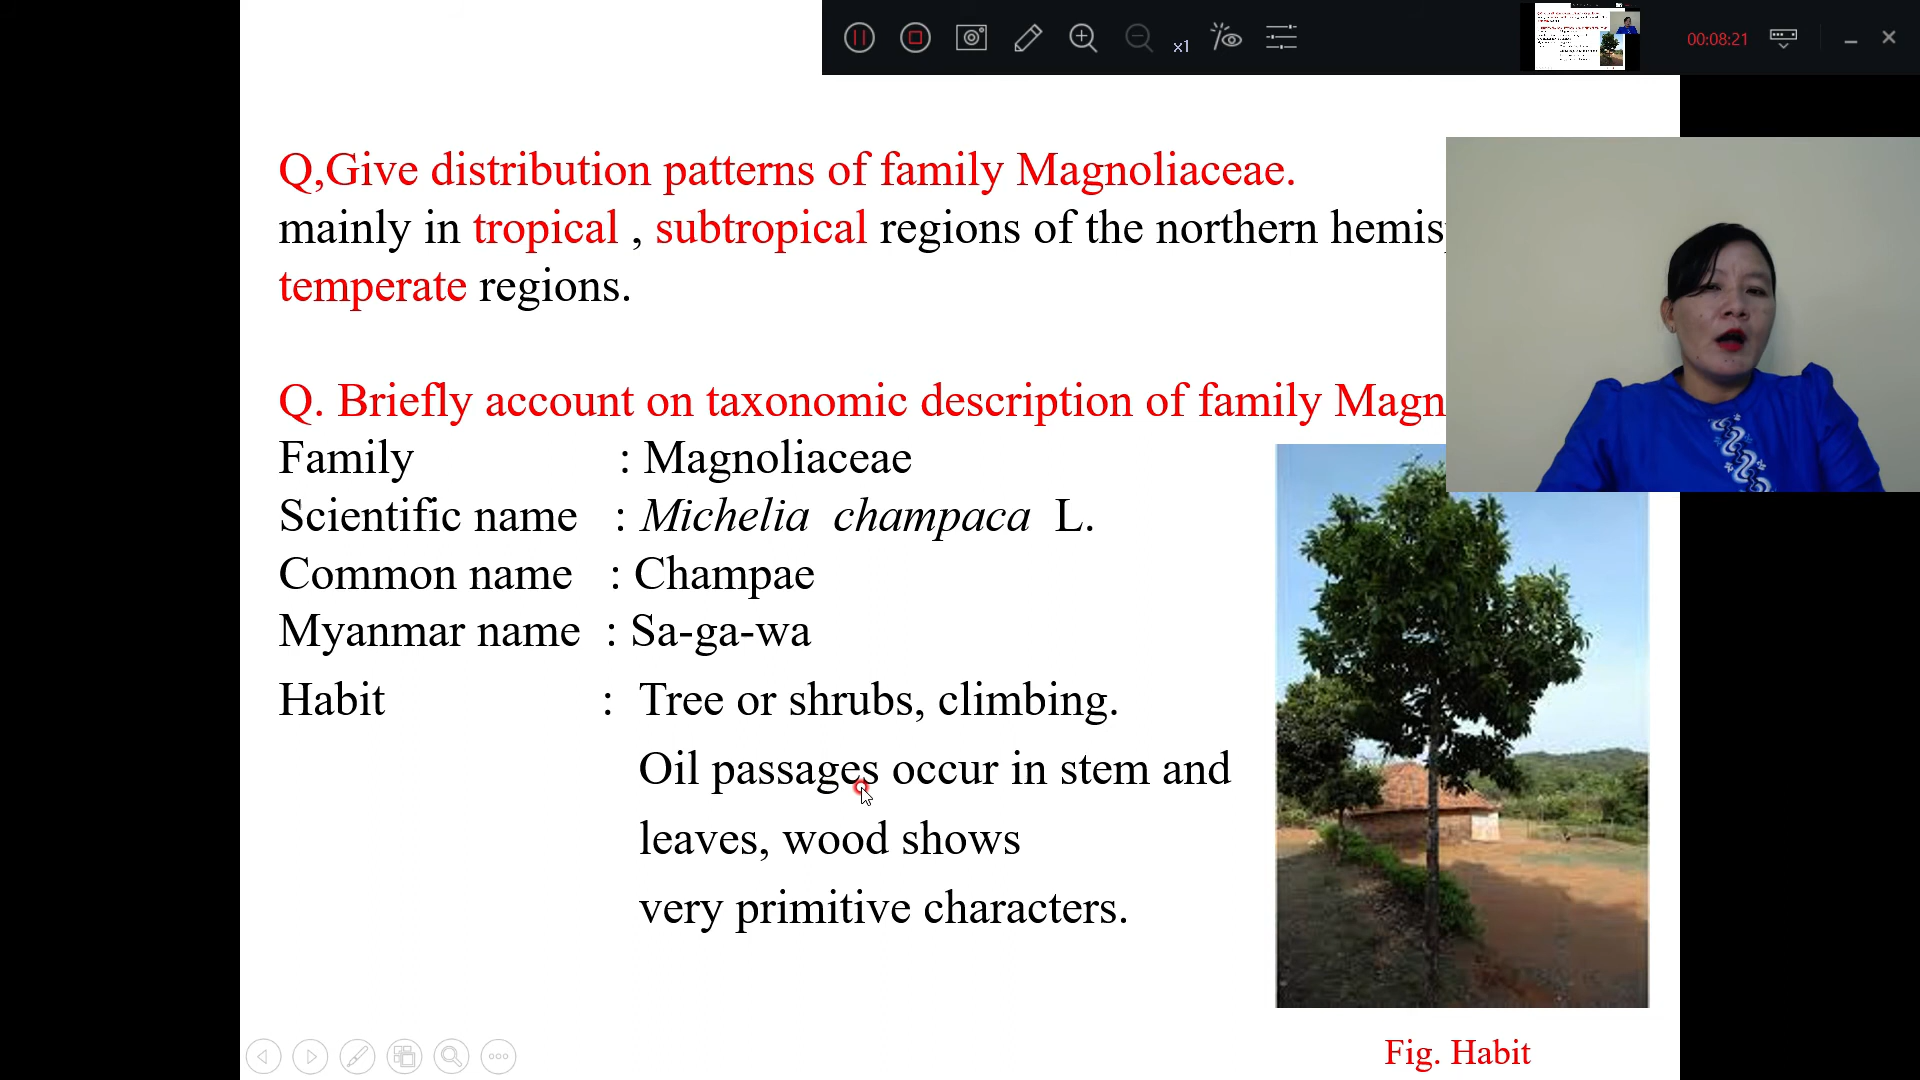 x1
00:08:21
Q,Give distribution patterns of family Magnoliaceae.
mainly in tropical , subtropical regions of the northern
temperate regions.
Q. Briefly account on taxonomic description of family
Family : Magnoliaceae
Scientific name : Michelia champaca L.
Common name : Champae
Myanmar name : Sa-ga-wa
Habit : Tree or shrubs, climbing.
Oil passages occur in stem and
leaves, wood shows
very primitive characters.
Fig. Habit